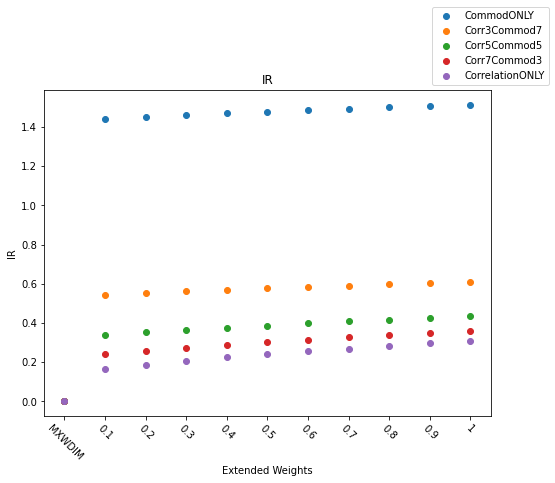 CommodONLY
Corr3Commod7
Corr5Commod5
Corr7Commod3
CorrelationONLY
IR
1.4
1.2
1.0
0.8
0.6
0.4
0.2
0.0
IR
MXWDIM
0.1
0.2
0.3
0.4
0.5
0.6
0.7
0.8
0.9
1
Extended Weights